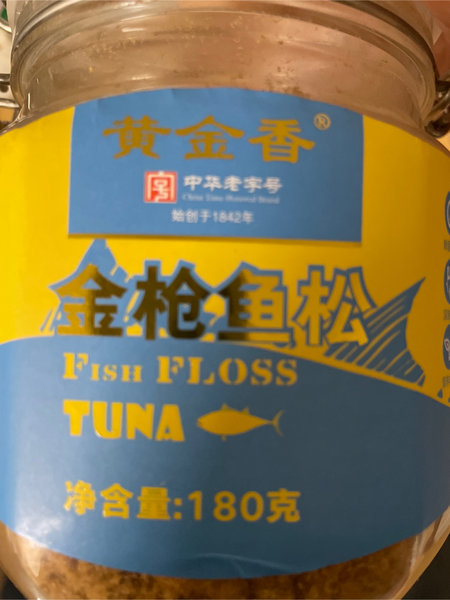 黄金香®
中华老字号
China Time-Honored Brand
始创于1842年
金枪鱼松
FISH FLOSS
TUNA
净含量:180克